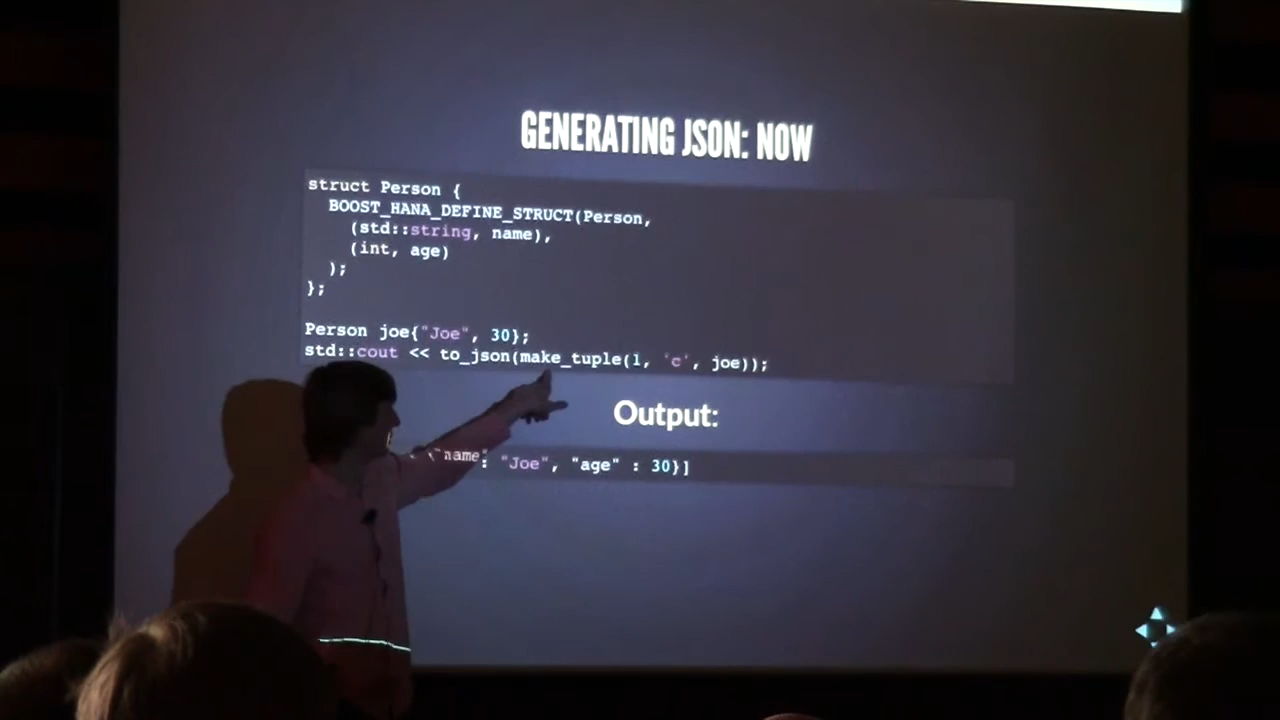 GENERATING JSON: NOW
struct Person {
BOOST_HANA_DEFINE_STRUCT(Person,
(std::string, name),
(int, age)
);
};
Person joe{"Joe", 30};
std::cout << to_json(make_tuple(1, 'c', joe));
Output:
{"name": "Joe", "age" : 30}]